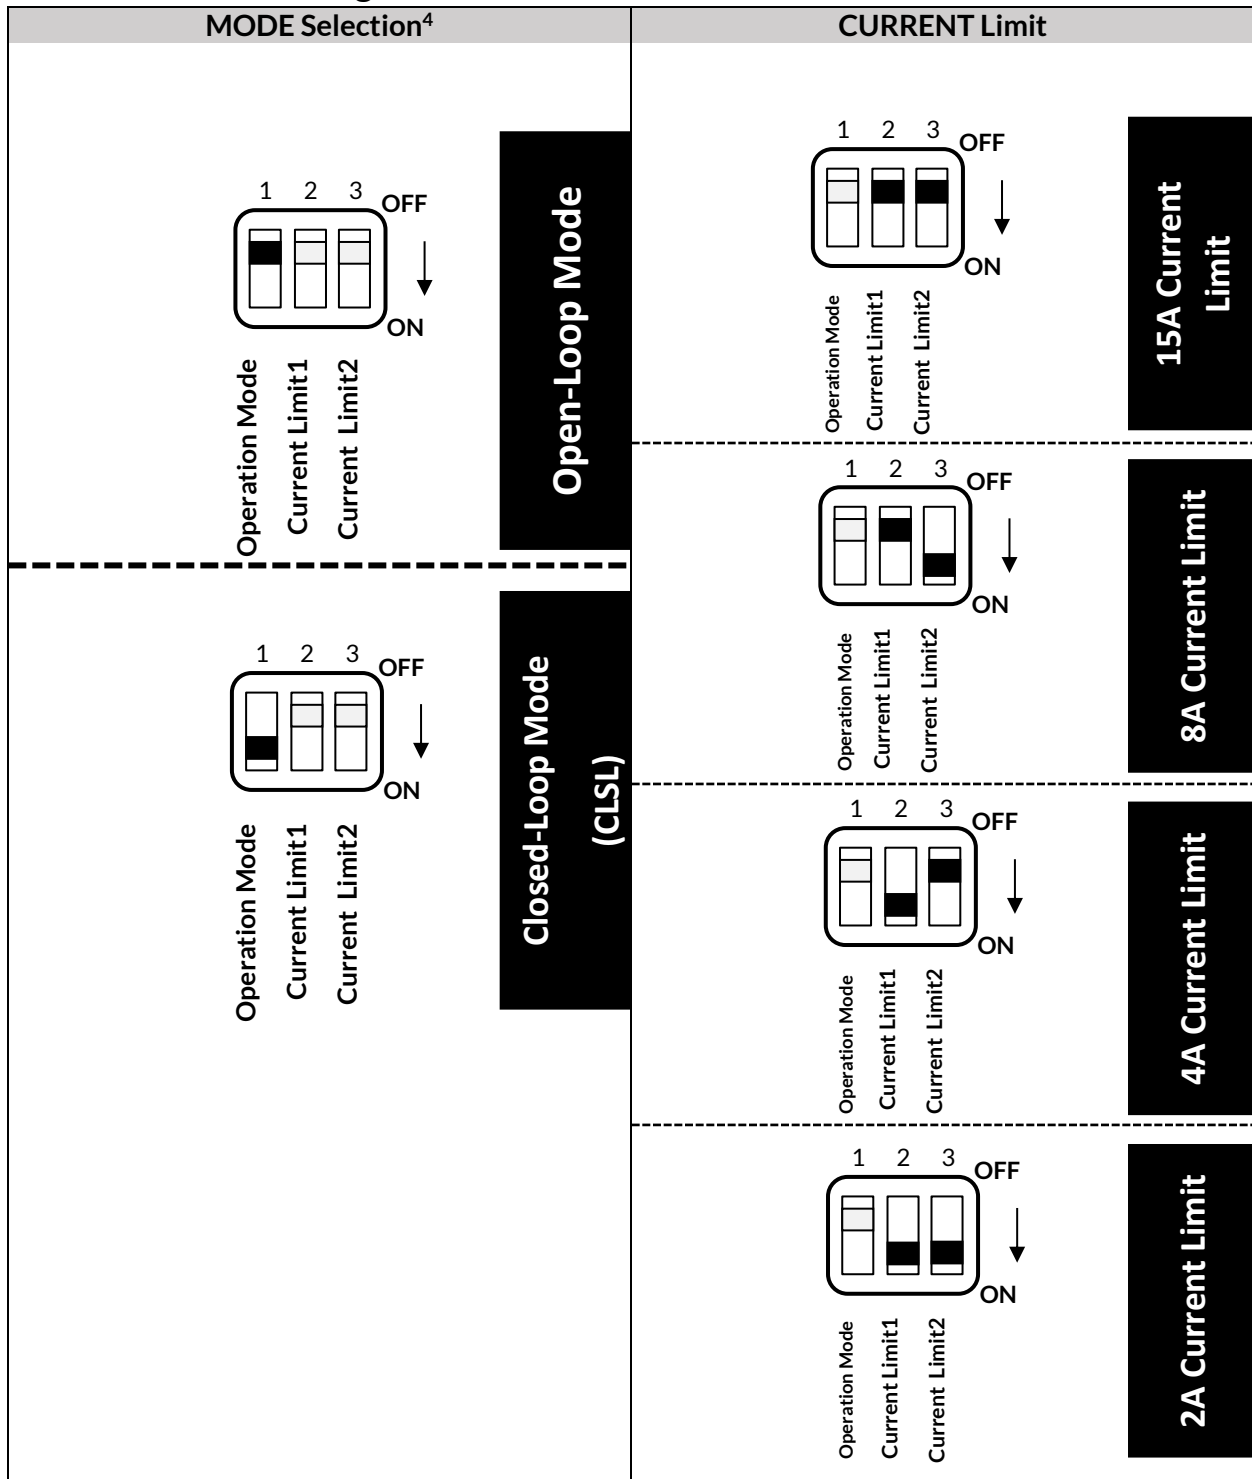 MODE Selection⁴
CURRENT Limit
1 2 3
OFF
ON
Operation Mode
Current Limit1
Current Limit2
Open-Loop Mode
1 2 3
OFF
ON
Operation Mode
Current Limit1
Current Limit2
Closed-Loop Mode
(CLSL)
1 2 3
OFF
ON
Operation Mode
Current Limit1
Current Limit2
15A Current
Limit
1 2 3
OFF
ON
Operation Mode
Current Limit1
Current Limit2
8A Current Limit
1 2 3
OFF
ON
Operation Mode
Current Limit1
Current Limit2
4A Current Limit
1 2 3
OFF
ON
Operation Mode
Current Limit1
Current Limit2
2A Current Limit